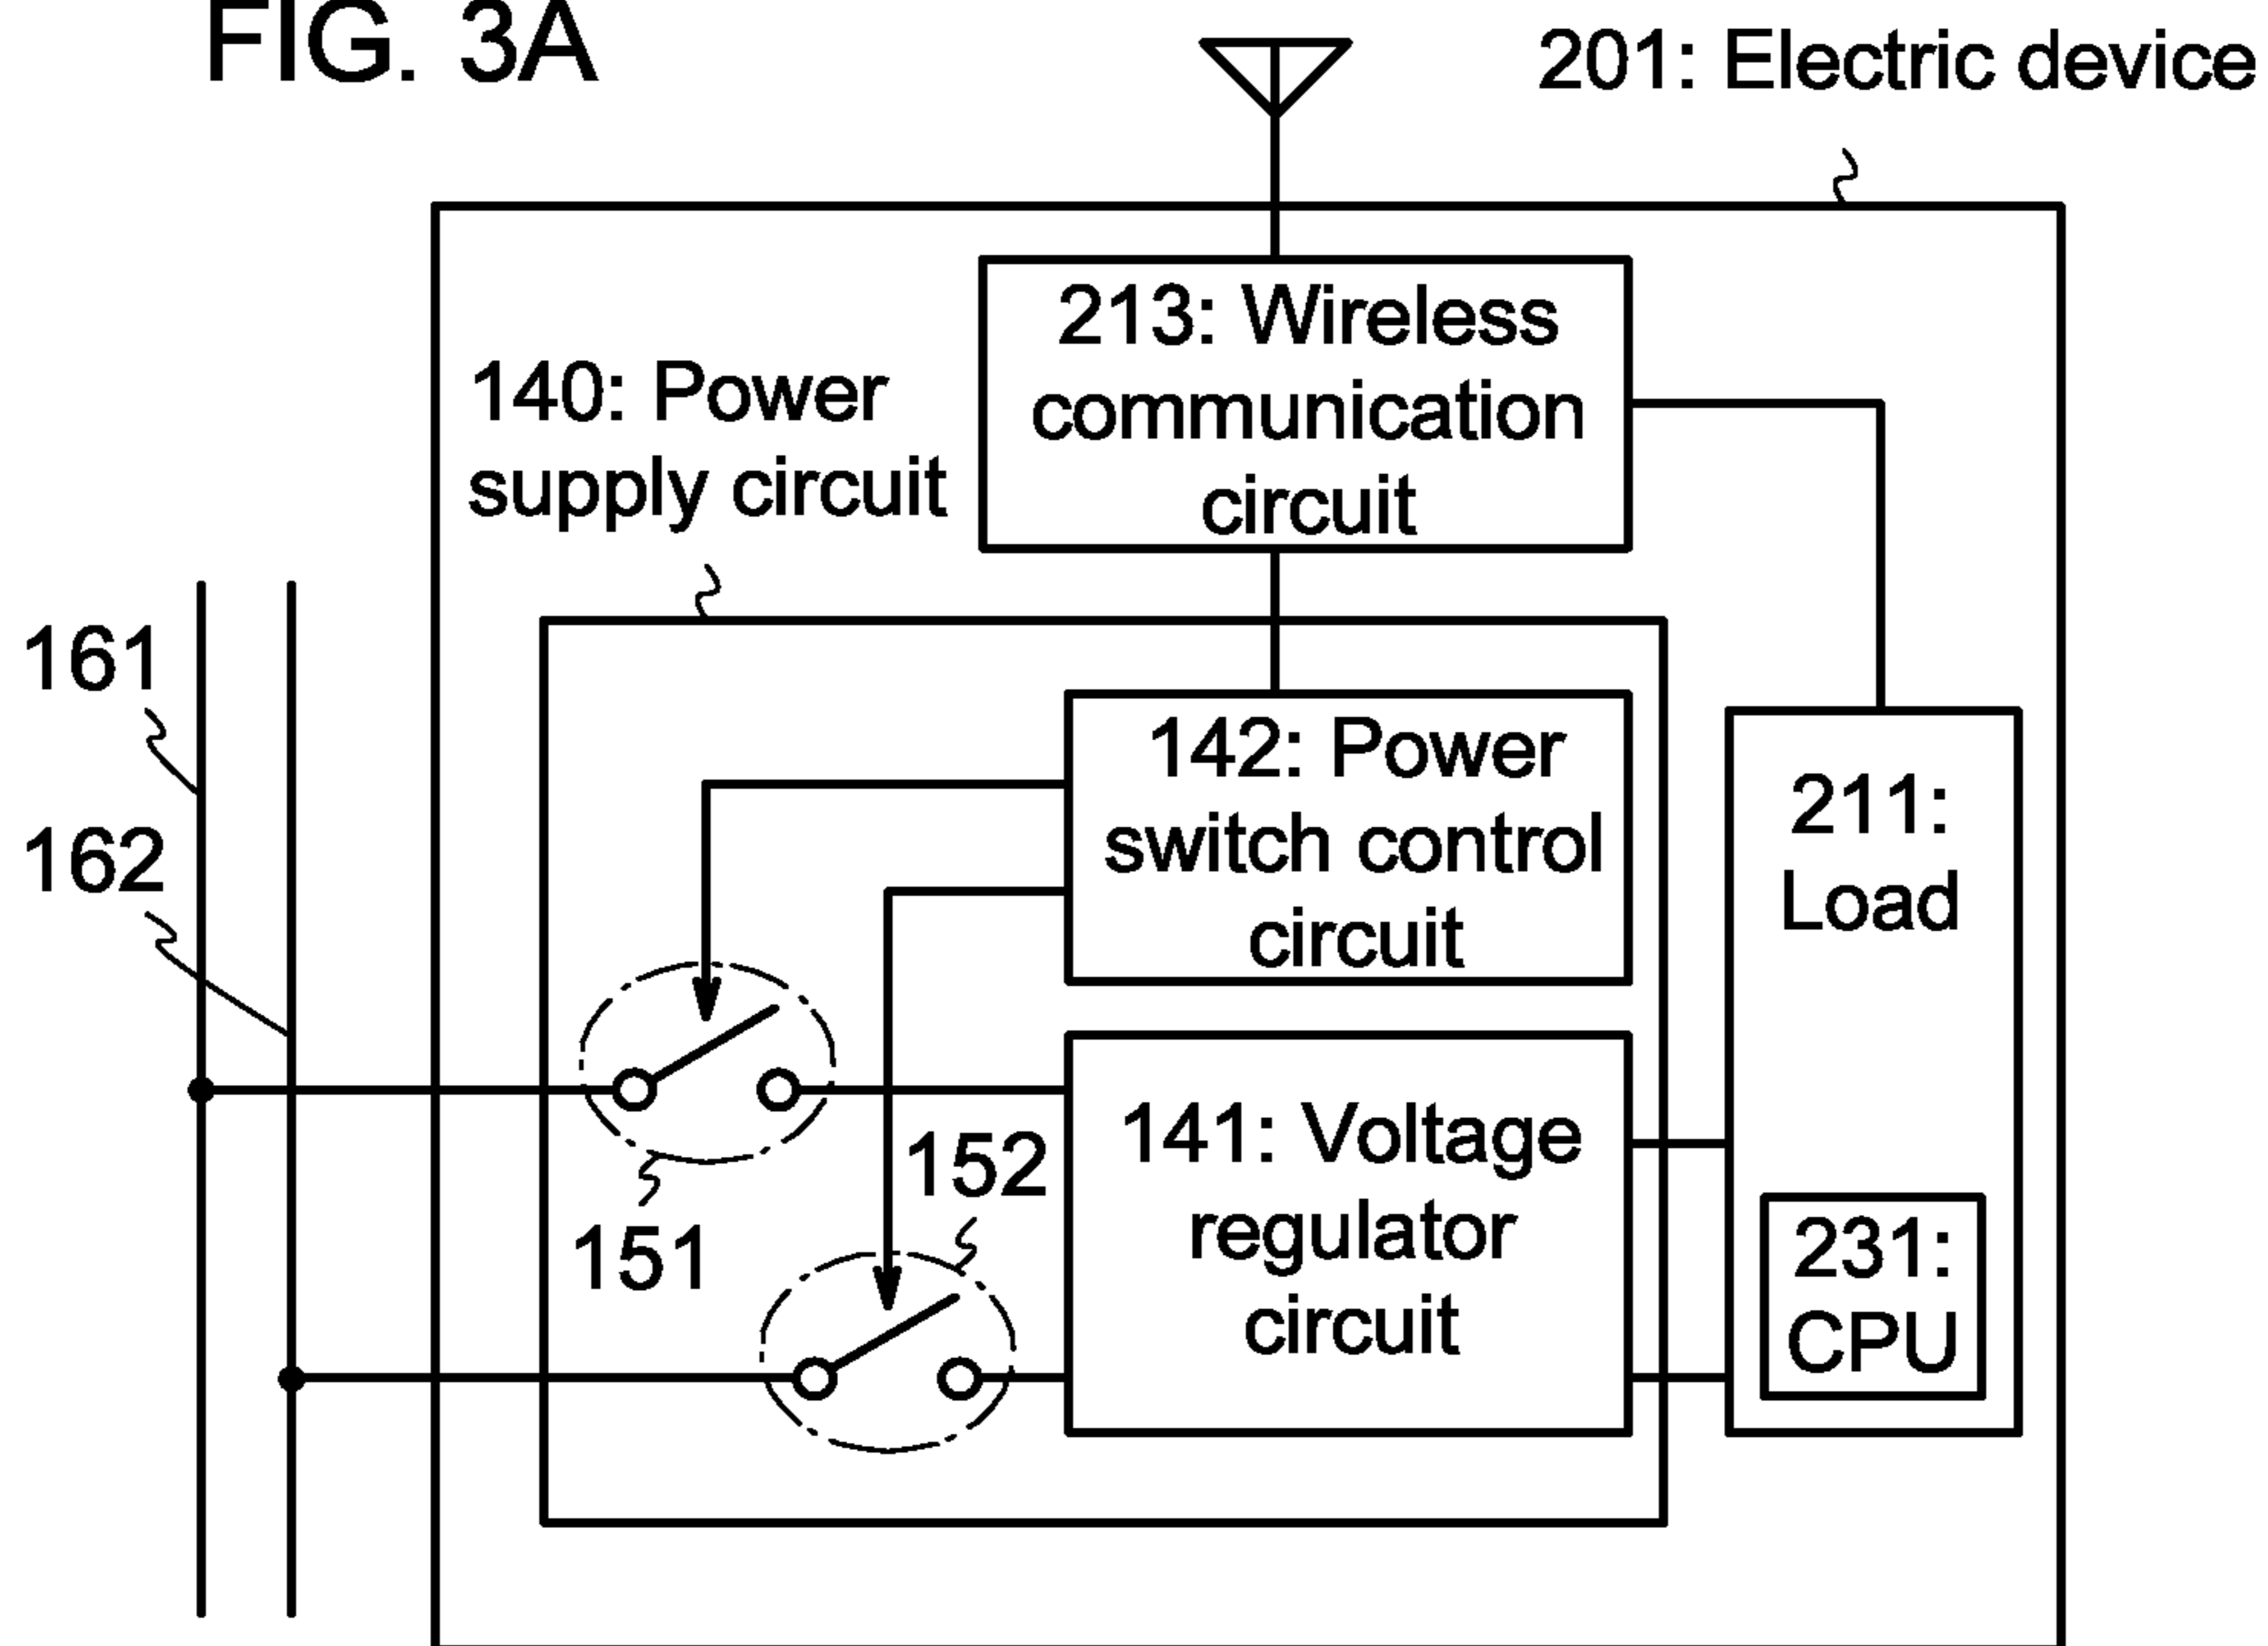 FIG. 3A
201: Electric device
213: Wireless
communication
circuit
140: Power
supply circuit
161
162
142: Power
switch control
circuit
211:
Load
151
152
141: Voltage
regulator
circuit
231:
CPU